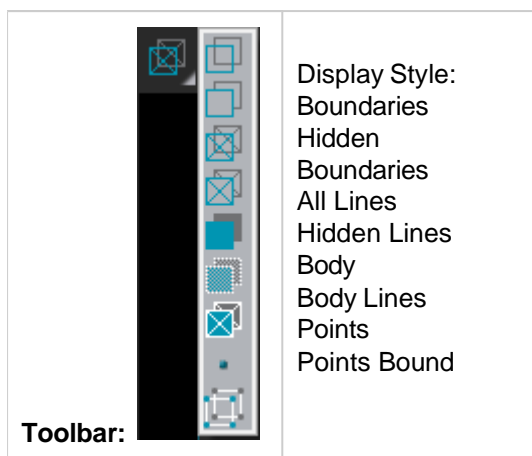 Toolbar:
Display Style:
Boundaries
Hidden
Boundaries
All Lines
Hidden Lines
Body
Body Lines
Points
Points Bound